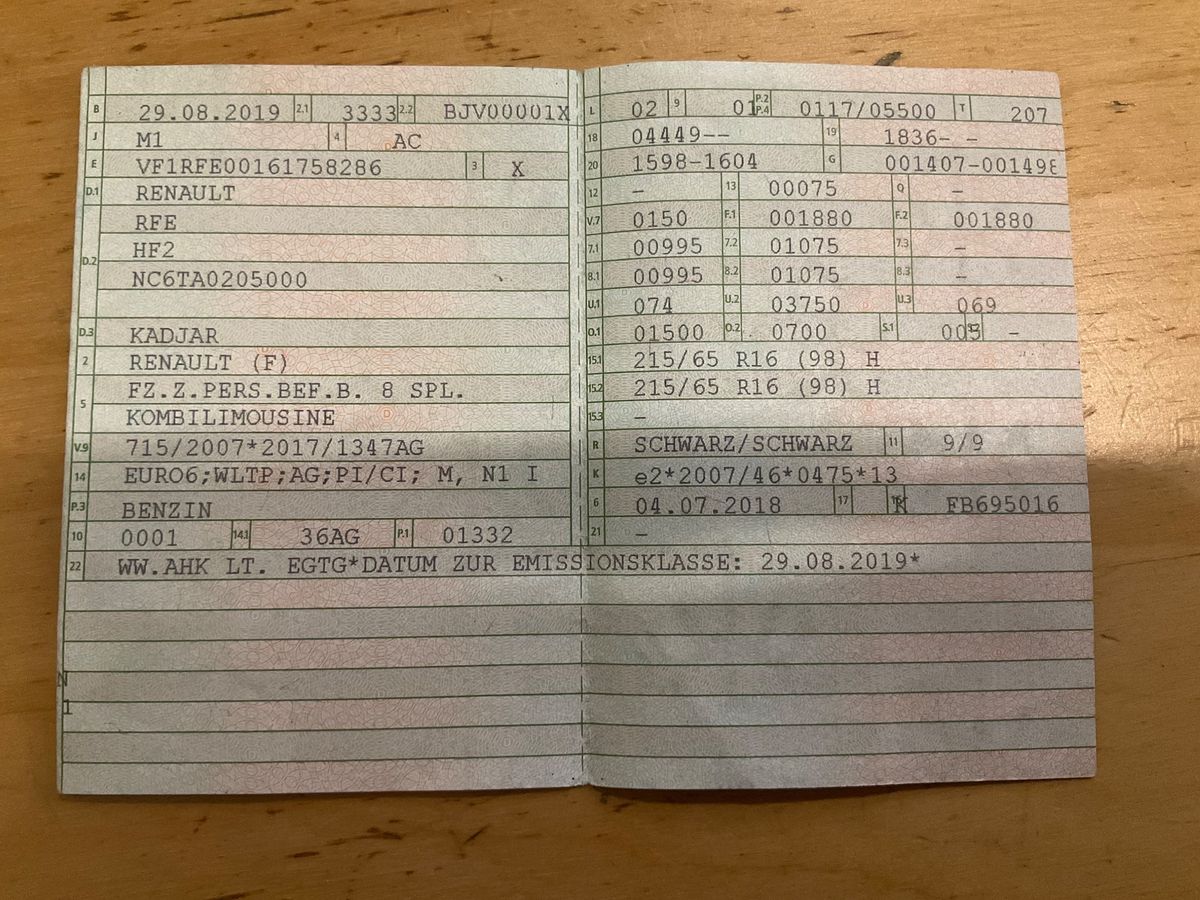 B 29.08.2019 2.1 3333 2.2 BJV00001X
J M1 4 AC
E VF1RFE00161758286 3 X
D.1 RENAULT
RFE
D.2 HF2
NC6TA0205000
D.3 KADJAR
2 RENAULT (F)
5 FZ.Z.PERS.BEF.B. 8 SPL.
KOMBILIMOUSINE
V.9 715/2007*2017/1347AG
14 EURO6;WLTP;AG;PI/CI; M, N1 I
P.3 BENZIN
10 0001 14.1 36AG P.1 01332
L 02 9 01 P.2 P.4 0117/05500 T 207
18 04449-- 19 1836- -
20 1598-1604 G 001407-001498
12 - 13 00075 Q -
V.7 0150 F.1 001880 F.2 001880
7.1 00995 7.2 01075 7.3 -
8.1 00995 8.2 01075 8.3 -
U.1 074 U.2 03750 U.3 069
O.1 01500 O.2 0700 S.1 005 -
15.1 215/65 R16 (98) H
15.2 215/65 R16 (98) H
15.3 -
R SCHWARZ/SCHWARZ 11 9/9
K e2*2007/46*0475*13
6 04.07.2018 17 K FB695016
21 -
22 WW.AHK LT. EGTG*DATUM ZUR EMISSIONSKLASSE: 29.08.2019*
N
1